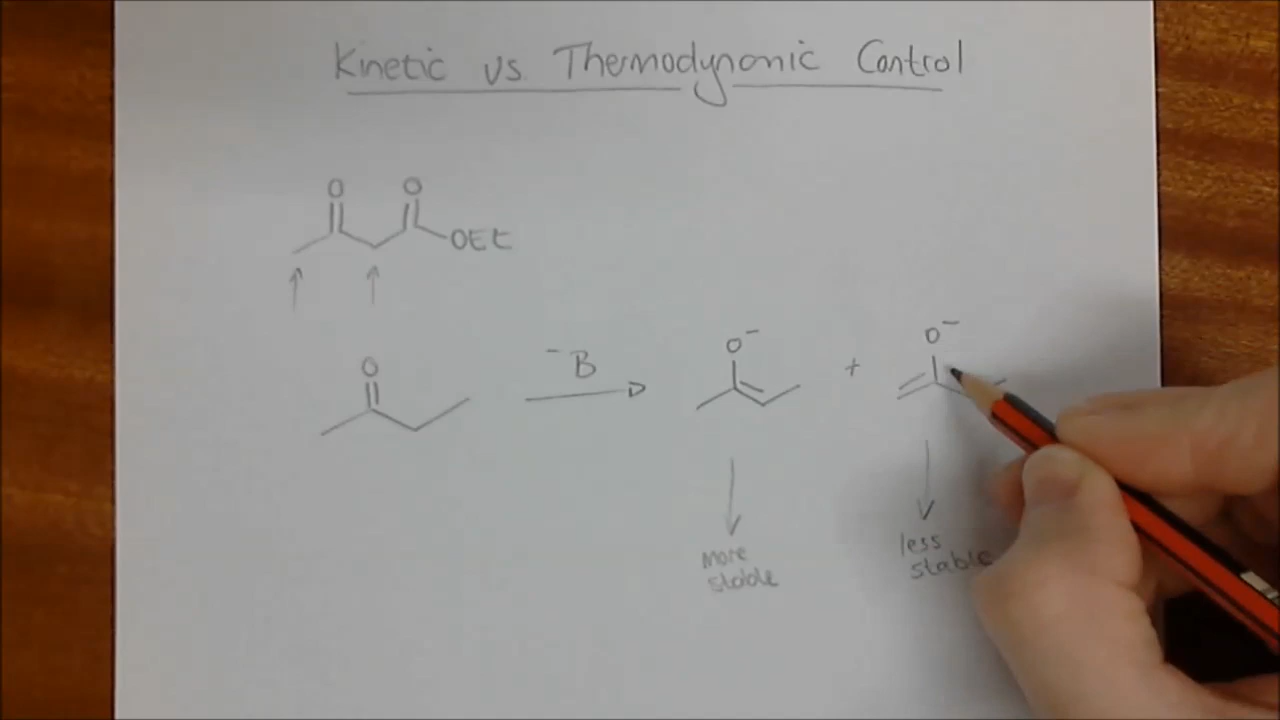 Kinetic vs Thermodynamic Control
O O
OEt
O
⁻B
O⁻
+
O⁻
more
stable
less
stable